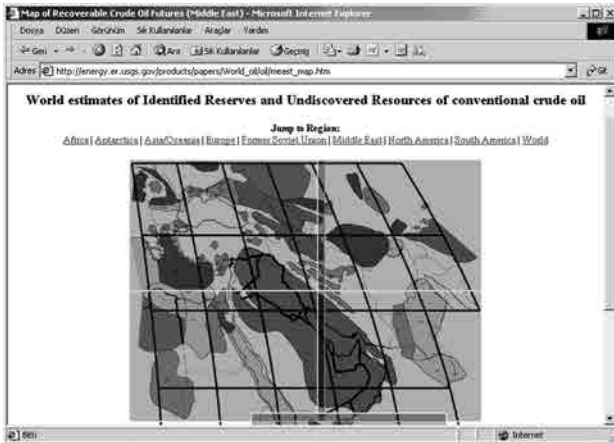 Map of Recoverable Crude Oil Futures (Middle East) - Microsoft Internet Explorer
Dosya Düzen Görünüm Sık Kullanılanlar Araçlar Yardım
Geri Ara Sık Kullanılanlar Geçmiş
Adres http://energy.er.usgs.gov/products/papers/World_oil/oil/meast_map.htm Git
World estimates of Identified Reserves and Undiscovered Resources of conventional crude oil
Jump to Region:
Africa | Antarctica | Asia/Oceania | Europe | Former Soviet Union | Middle East | North America | South America | World
Bitti Internet